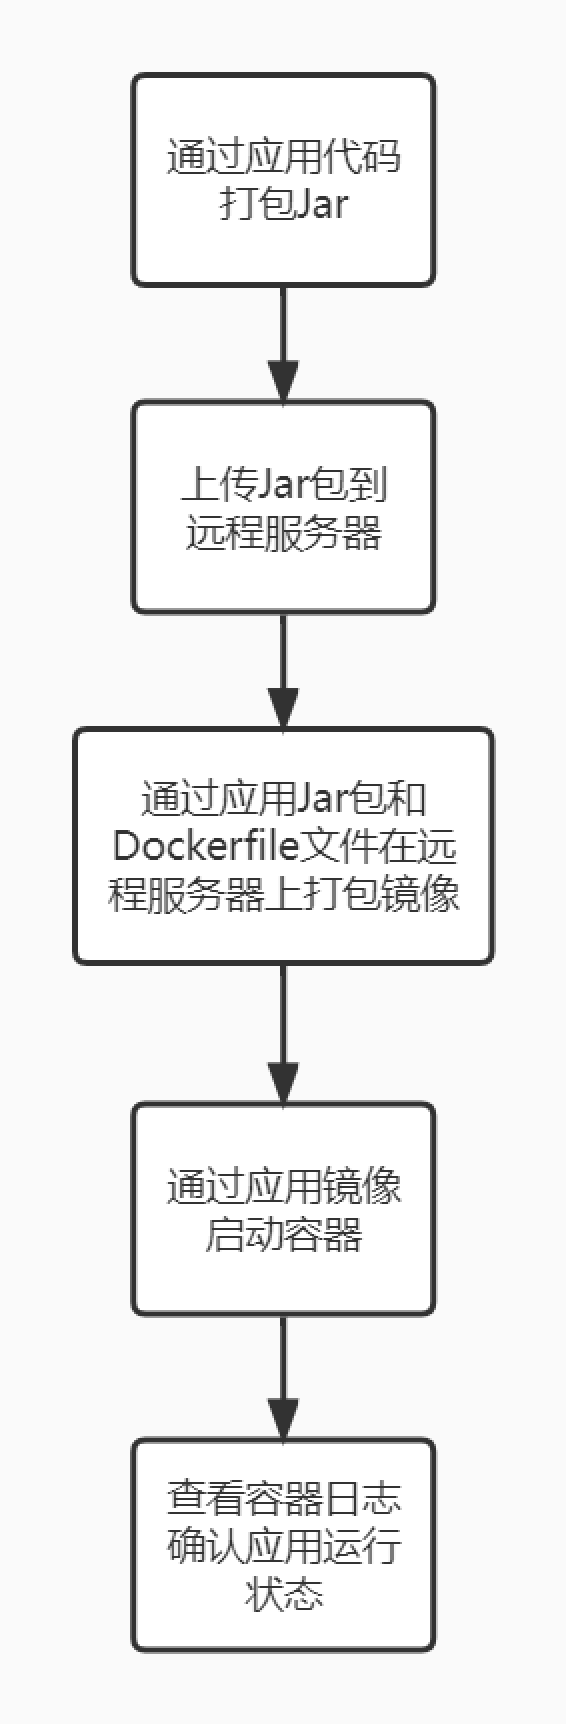 通过应用代码
打包Jar
上传Jar包到
远程服务器
通过应用Jar包和
Dockerfile文件在远
程服务器上打包镜像
通过应用镜像
启动容器
查看容器日志
确认应用运行
状态